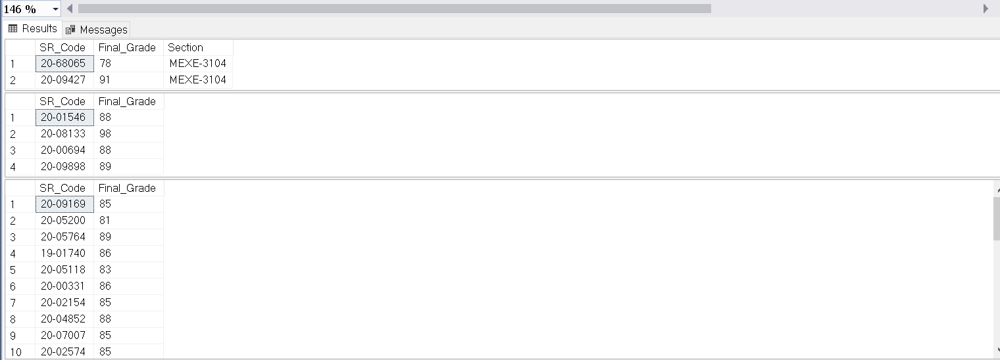 146 %
Results Messages
SR_Code Final_Grade Section
1 20-68065 78 MEXE-3104
2 20-09427 91 MEXE-3104
SR_Code Final_Grade
1 20-01546 88
2 20-08133 98
3 20-00694 88
4 20-09898 89
SR_Code Final_Grade
1 20-09169 85
2 20-05200 81
3 20-05764 89
4 19-01740 86
5 20-05118 83
6 20-00331 86
7 20-02154 85
8 20-04852 88
9 20-07007 85
10 20-02574 85